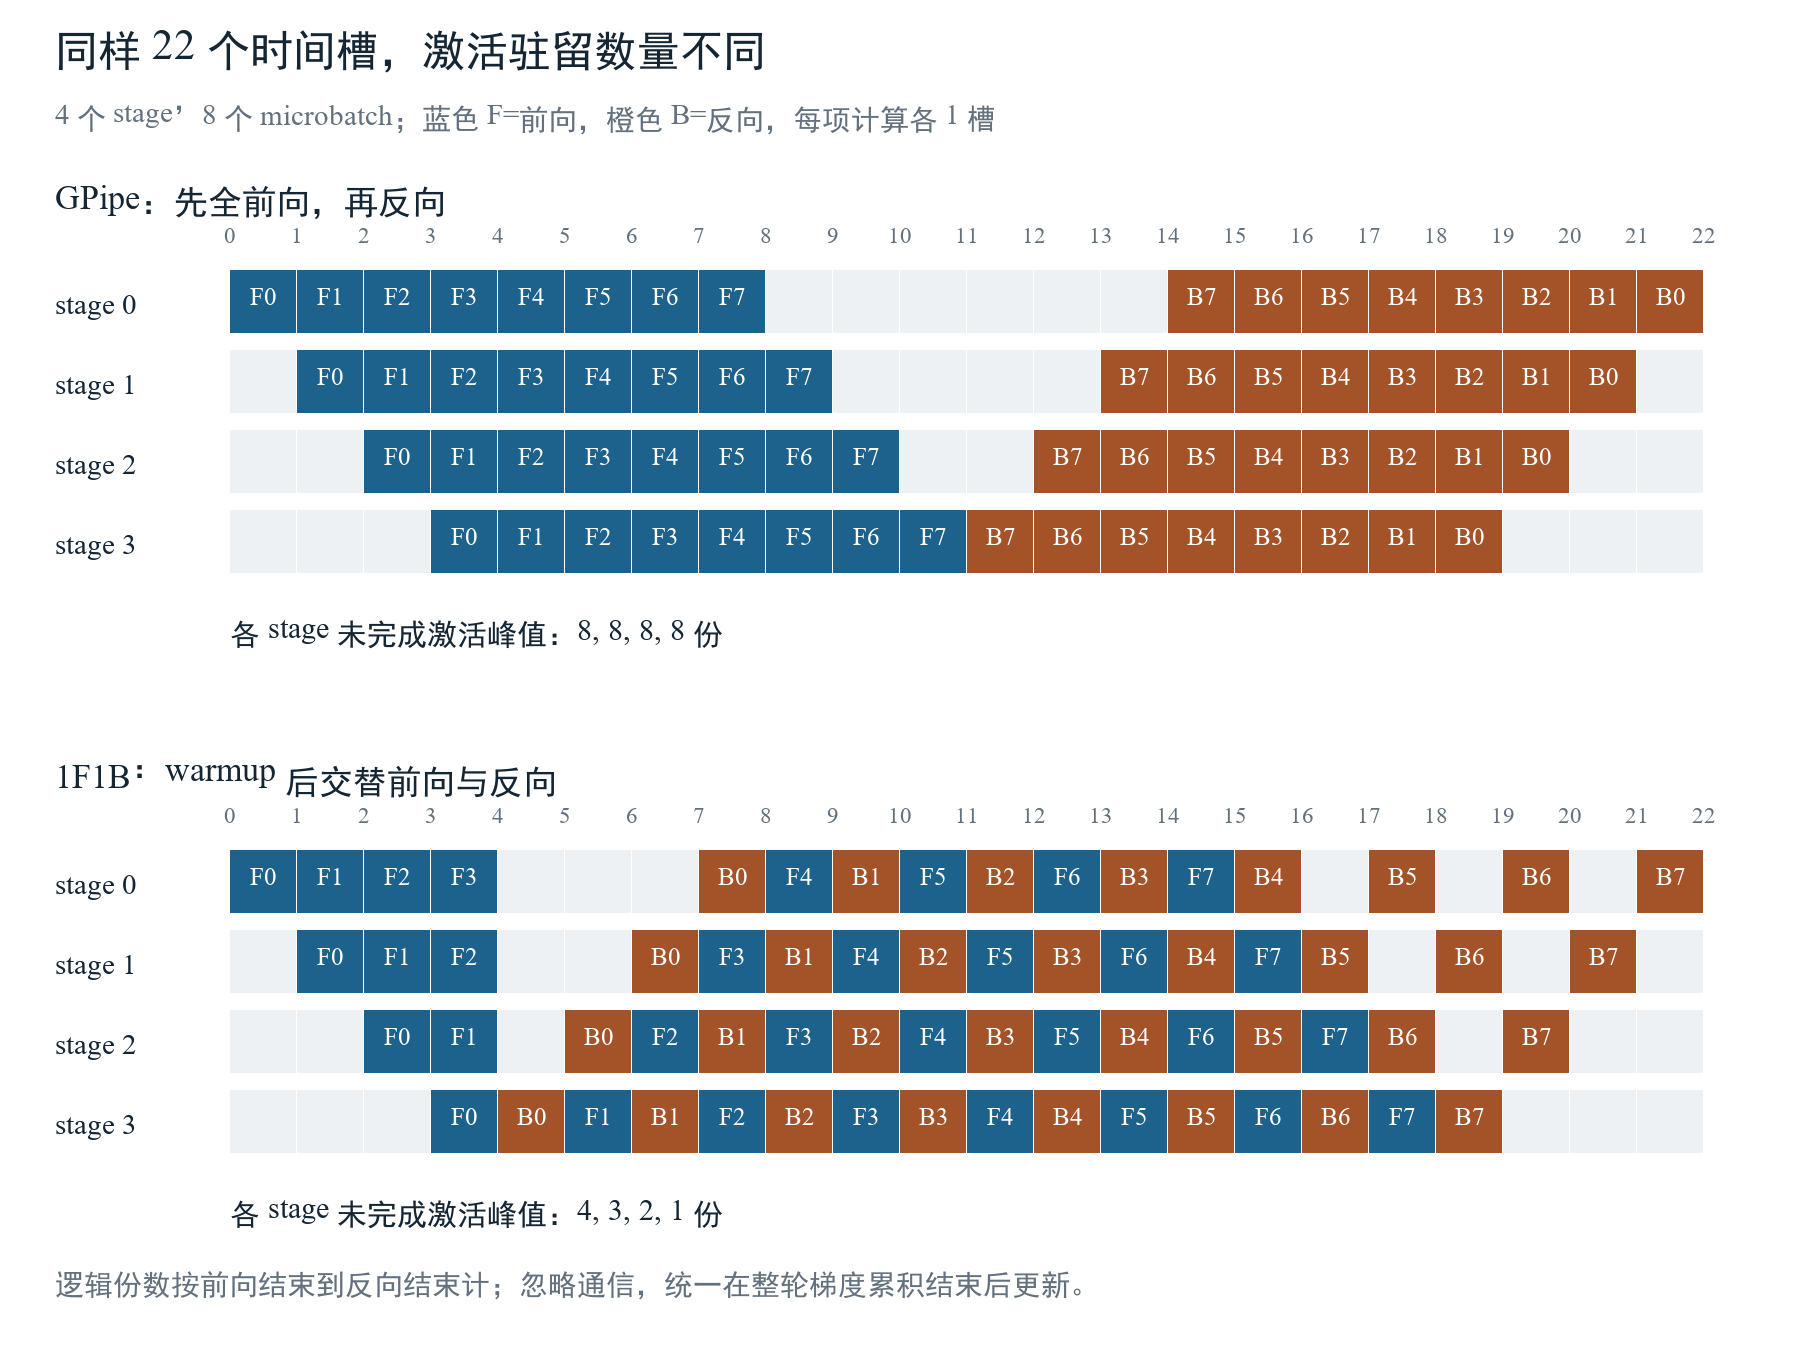 同样 22 个时间槽，激活驻留数量不同
4 个 stage，8 个 microbatch；蓝色 F=前向，橙色 B=反向，每项计算各 1 槽
GPipe：先全前向，再反向
0 1 2 3 4 5 6 7 8 9 10 11 12 13 14 15 16 17 18 19 20 21 22
stage 0 F0 F1 F2 F3 F4 F5 F6 F7 B7 B6 B5 B4 B3 B2 B1 B0
stage 1 F0 F1 F2 F3 F4 F5 F6 F7 B7 B6 B5 B4 B3 B2 B1 B0
stage 2 F0 F1 F2 F3 F4 F5 F6 F7 B7 B6 B5 B4 B3 B2 B1 B0
stage 3 F0 F1 F2 F3 F4 F5 F6 F7 B7 B6 B5 B4 B3 B2 B1 B0
各 stage 未完成激活峰值：8, 8, 8, 8 份
1F1B：warmup 后交替前向与反向
0 1 2 3 4 5 6 7 8 9 10 11 12 13 14 15 16 17 18 19 20 21 22
stage 0 F0 F1 F2 F3 B0 F4 B1 F5 B2 F6 B3 F7 B4 B5 B6 B7
stage 1 F0 F1 F2 B0 F3 B1 F4 B2 F5 B3 F6 B4 F7 B5 B6 B7
stage 2 F0 F1 B0 F2 B1 F3 B2 F4 B3 F5 B4 F6 B5 F7 B6 B7
stage 3 F0 B0 F1 B1 F2 B2 F3 B3 F4 B4 F5 B5 F6 B6 F7 B7
各 stage 未完成激活峰值：4, 3, 2, 1 份
逻辑份数按前向结束到反向结束计；忽略通信，统一在整轮梯度累积结束后更新。